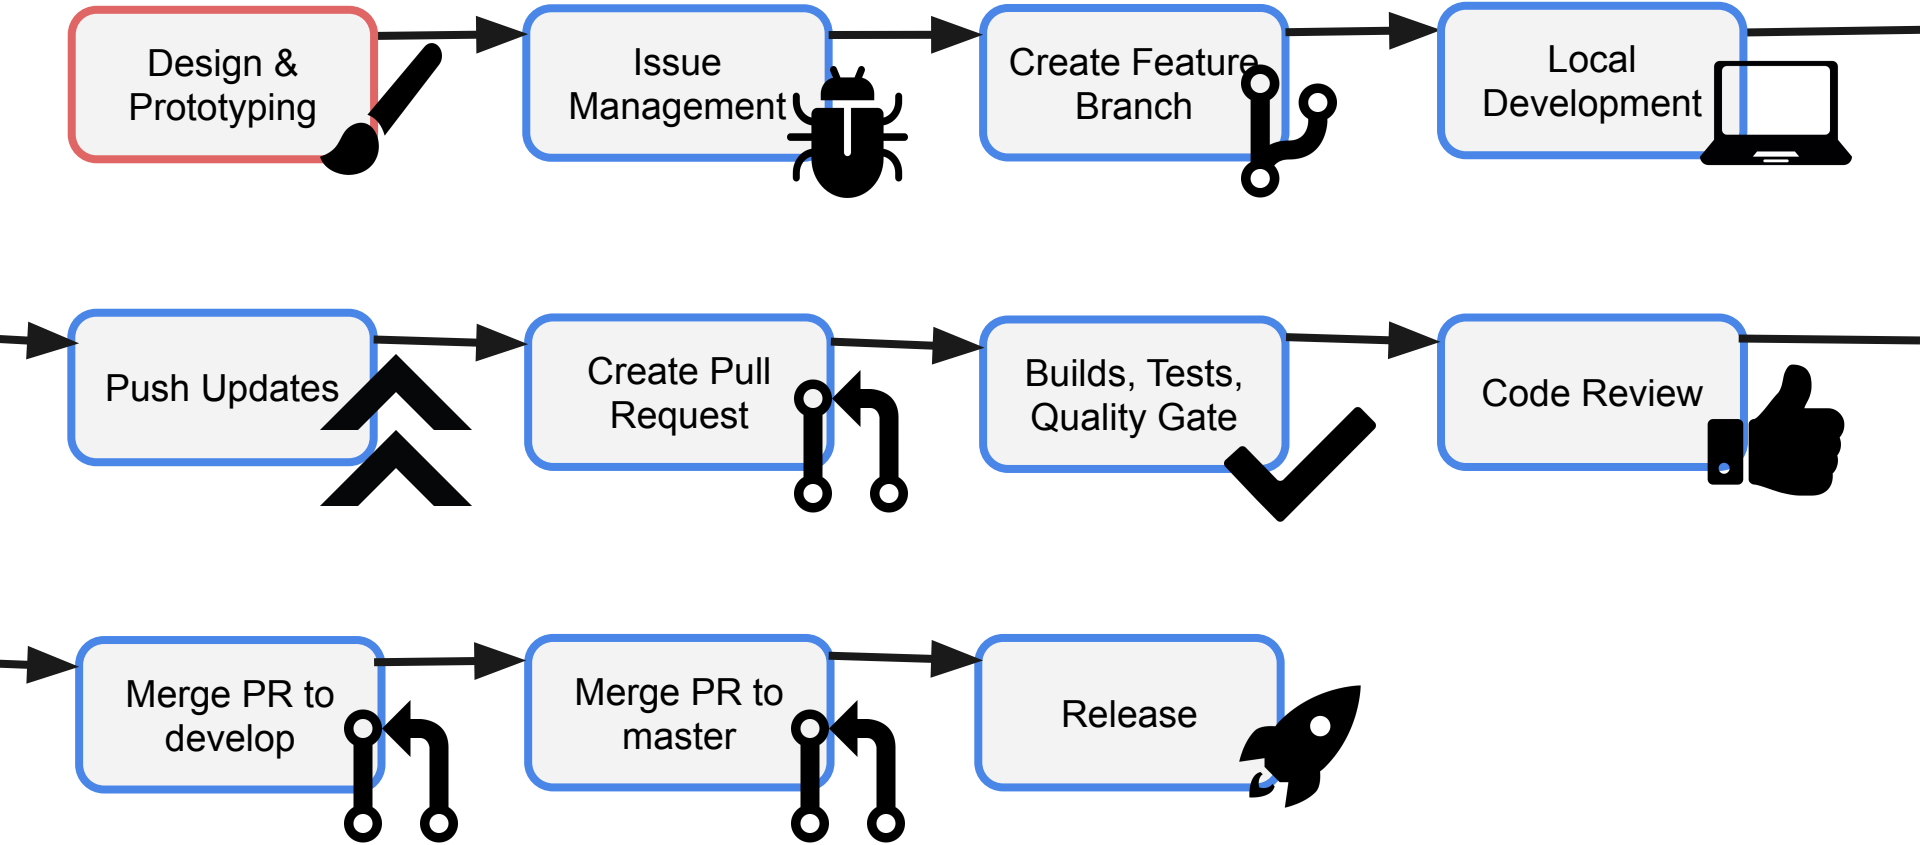 Design &
Prototyping
Issue
Management
Create Feature
Branch
Local
Development
Push Updates
Create Pull
Request
Builds, Tests,
Quality Gate
Code Review
Merge PR to
develop
Merge PR to
master
Release